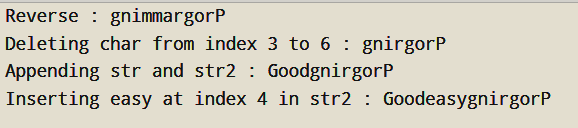 Reverse : gnimmargorP
Deleting char from index 3 to 6 : gnirgorP
Appending str and str2 : GoodgnirgorP
Inserting easy at index 4 in str2 : GoodeasygnirgorP